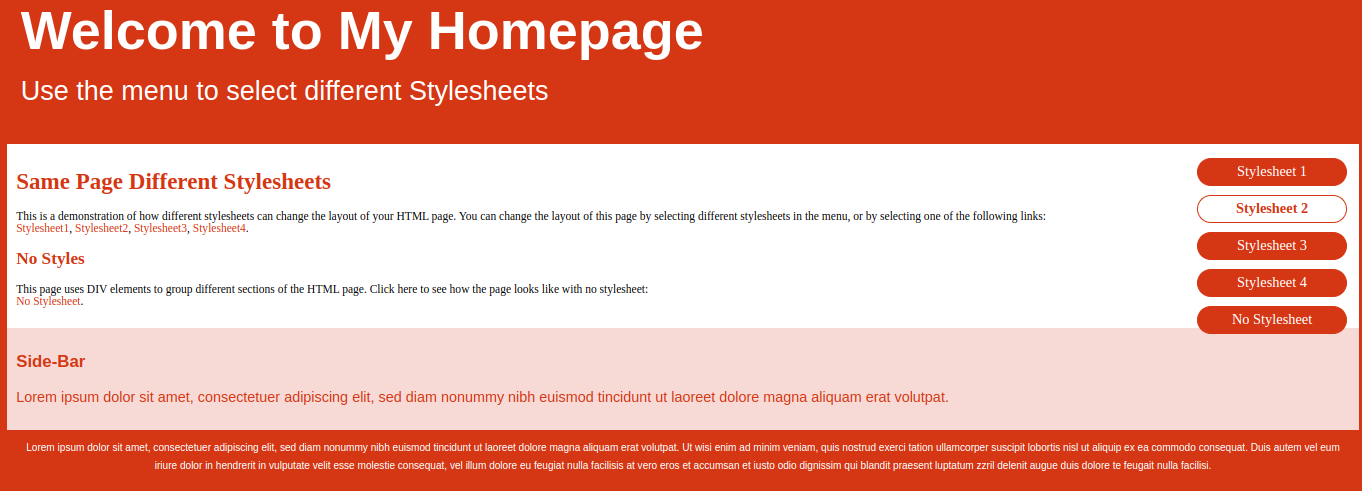 Welcome to My Homepage
Use the menu to select different Stylesheets
Same Page Different Stylesheets
This is a demonstration of how different stylesheets can change the layout of your HTML page. You can change the layout of this page by selecting different stylesheets in the menu, or by selecting one of the following links:
Stylesheet1, Stylesheet2, Stylesheet3, Stylesheet4.
No Styles
This page uses DIV elements to group different sections of the HTML page. Click here to see how the page looks like with no stylesheet:
No Stylesheet.
Stylesheet 1
Stylesheet 2
Stylesheet 3
Stylesheet 4
No Stylesheet
Side-Bar
Lorem ipsum dolor sit amet, consectetuer adipiscing elit, sed diam nonummy nibh euismod tincidunt ut laoreet dolore magna aliquam erat volutpat.
Lorem ipsum dolor sit amet, consectetuer adipiscing elit, sed diam nonummy nibh euismod tincidunt ut laoreet dolore magna aliquam erat volutpat. Ut wisi enim ad minim veniam, quis nostrud exerci tation ullamcorper suscipit lobortis nisl ut aliquip ex ea commodo consequat. Duis autem vel eum
iriure dolor in hendrerit in vulputate velit esse molestie consequat, vel illum dolore eu feugiat nulla facilisis at vero eros et accumsan et iusto odio dignissim qui blandit praesent luptatum zzril delenit augue duis dolore te feugait nulla facilisi.